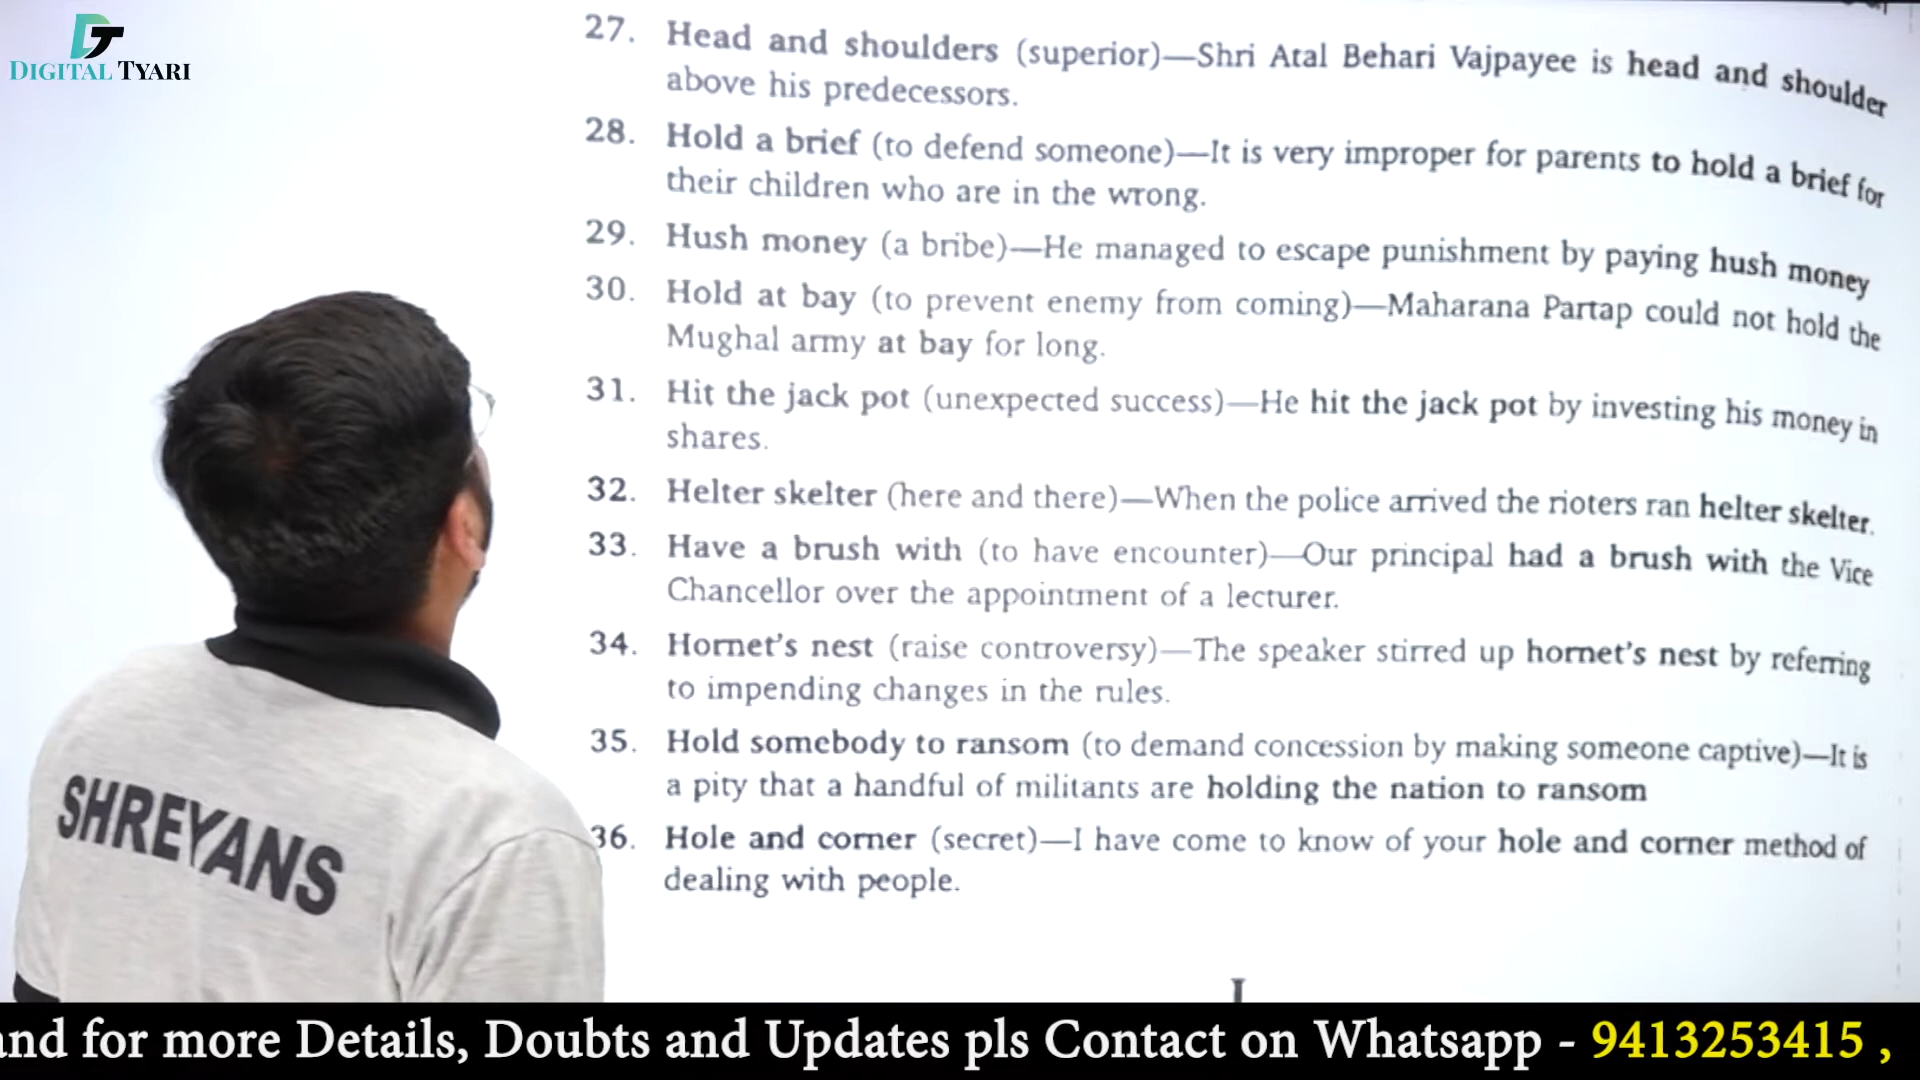 DIGITAL TYARI
27. Head and shoulders (superior)—Shri Atal Behari Vajpayee is head and shoulder
above his predecessors.
28. Hold a brief (to defend someone)—It is very improper for parents to hold a brief for
their children who are in the wrong.
29. Hush money (a bribe)—He managed to escape punishment by paying hush money
30. Hold at bay (to prevent enemy from coming)—Maharana Partap could not hold the
Mughal army at bay for long.
31. Hit the jack pot (unexpected success)—He hit the jack pot by investing his money in
shares.
32. Helter skelter (here and there)—When the police arrived the rioters ran helter skelter.
33. Have a brush with (to have encounter)—Our principal had a brush with the Vice
Chancellor over the appointment of a lecturer.
34. Hornet's nest (raise controversy)—The speaker stirred up hornet's nest by referring
to impending changes in the rules.
35. Hold somebody to ransom (to demand concession by making someone captive)—It is
a pity that a handful of militants are holding the nation to ransom
36. Hole and corner (secret)—I have come to know of your hole and corner method of
dealing with people.
I
SHREYANS
and for more Details, Doubts and Updates pls Contact on Whatsapp - 9413253415 ,